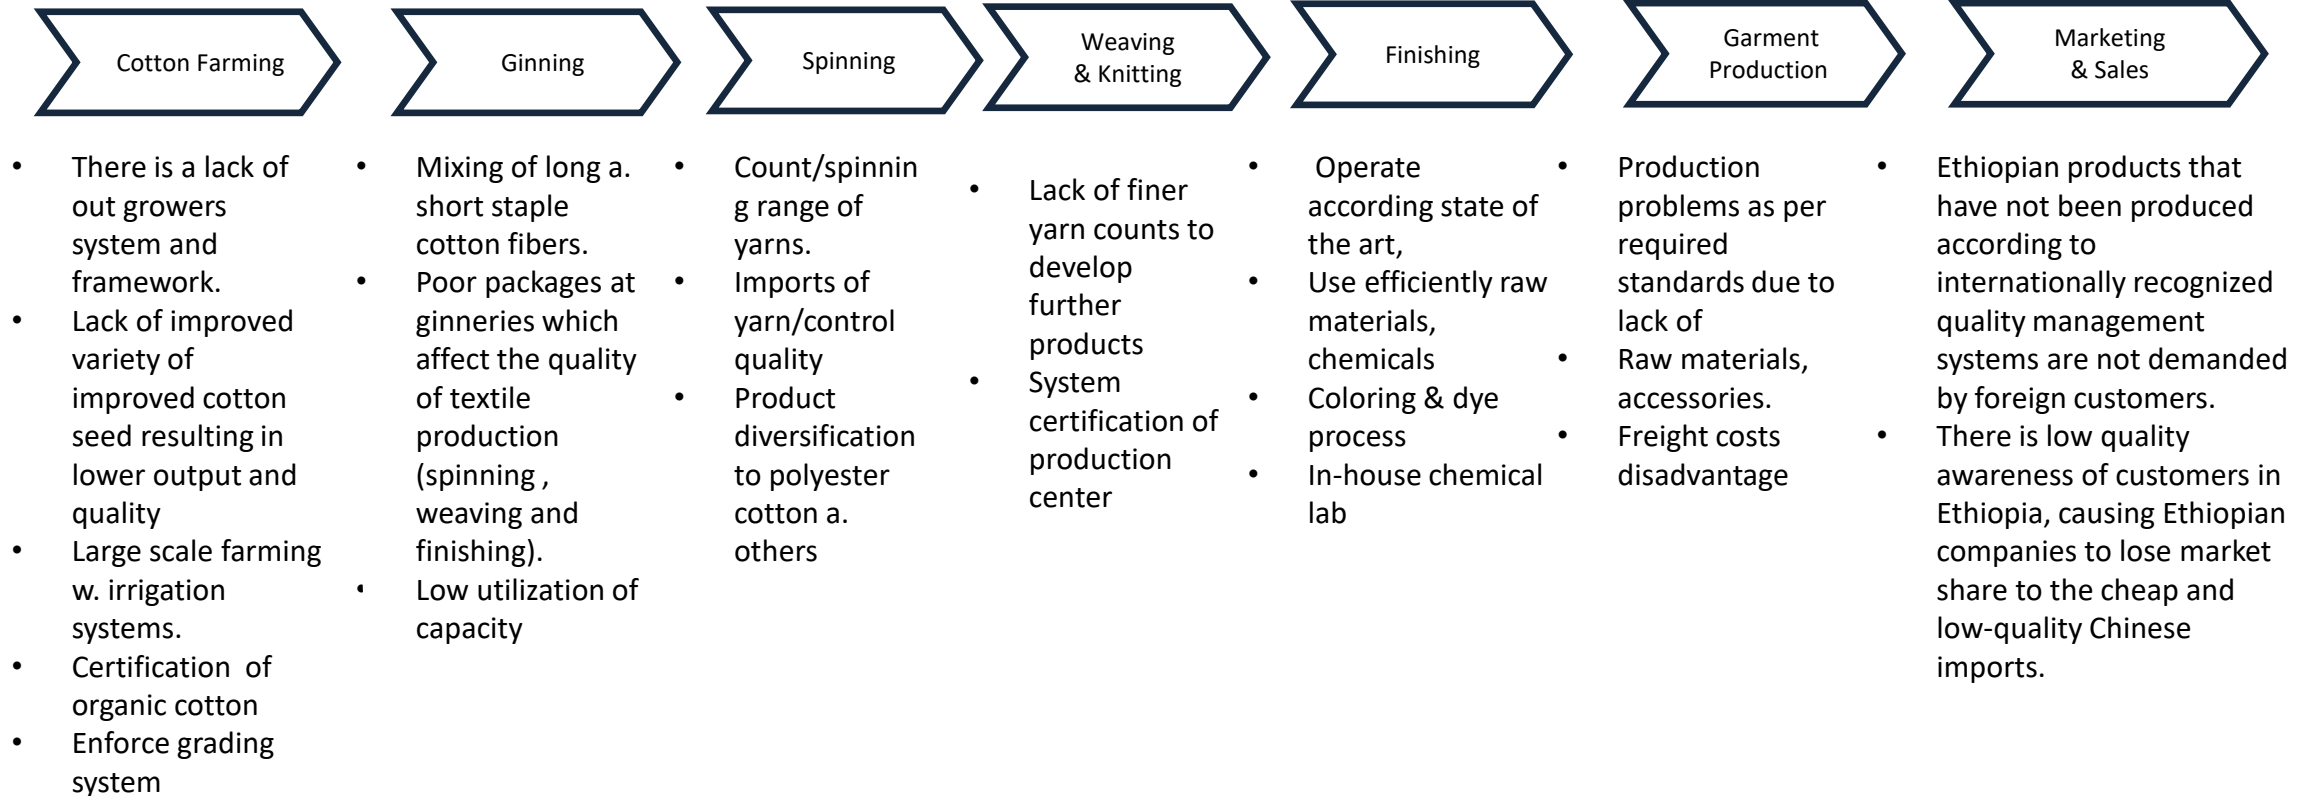 Cotton Farming
Ginning
Spinning
Weaving
& Knitting
Finishing
Garment
Production
Marketing
& Sales
• There is a lack of
out growers
system and
framework.
• Lack of improved
variety of
improved cotton
seed resulting in
lower output and
quality
• Large scale farming
w. irrigation
systems.
• Certification of
organic cotton
• Enforce grading
system
• Mixing of long a.
short staple
cotton fibers.
• Poor packages at
ginneries which
affect the quality
of textile
production
(spinning ,
weaving and
finishing).
• Low utilization of
capacity
• Count/spinnin
g range of
yarns.
• Imports of
yarn/control
quality
• Product
diversification
to polyester
cotton a.
others
• Lack of finer
yarn counts to
develop
further
products
• System
certification of
production
center
• Operate
according state of
the art,
• Use efficiently raw
materials,
chemicals
• Coloring & dye
process
• In-house chemical
lab
• Production
problems as per
required
standards due to
lack of
• Raw materials,
accessories.
• Freight costs
disadvantage
• Ethiopian products that
have not been produced
according to
internationally recognized
quality management
systems are not demanded
by foreign customers.
• There is low quality
awareness of customers in
Ethiopia, causing Ethiopian
companies to lose market
share to the cheap and
low-quality Chinese
imports.